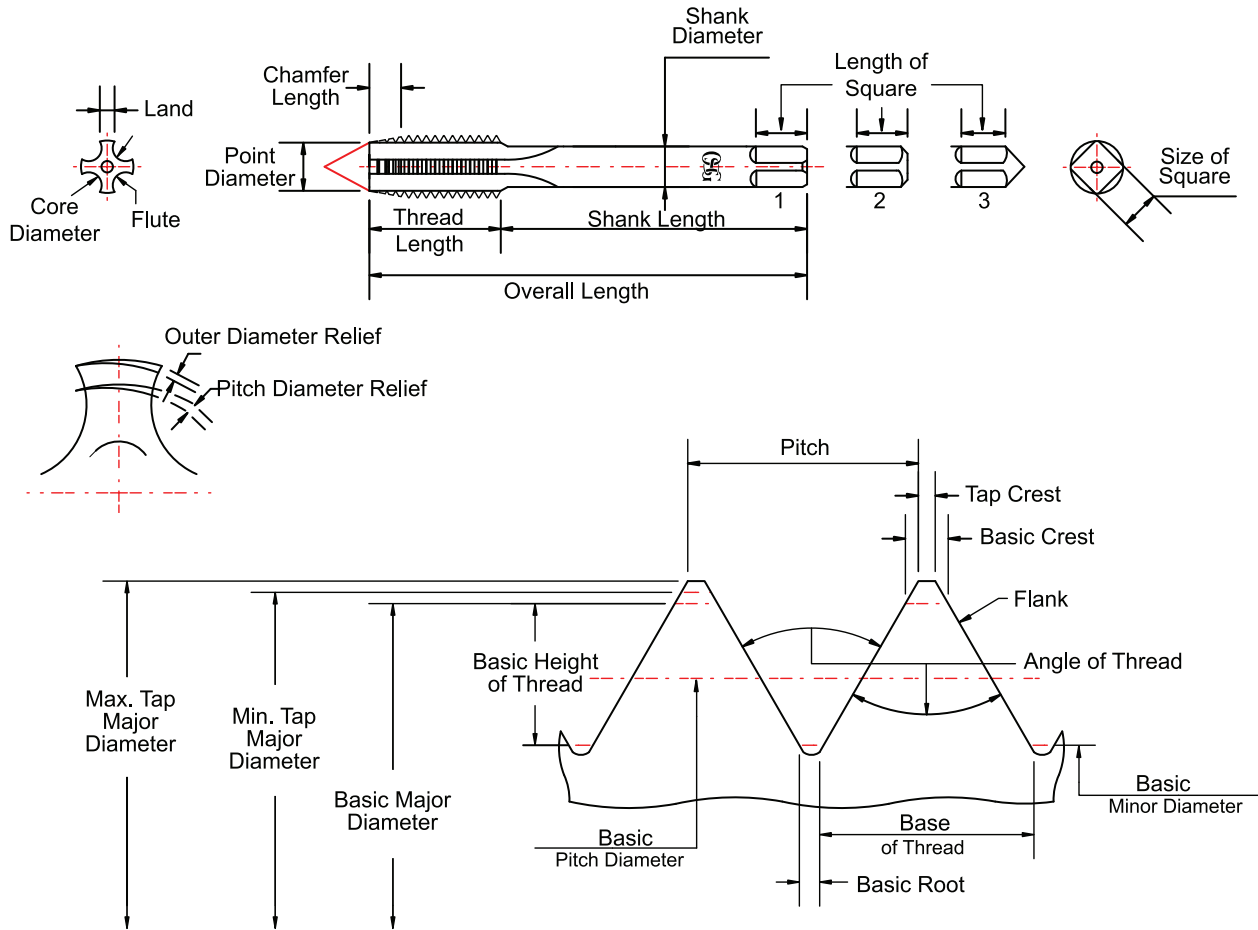 Shank
Diameter
Chamfer
Length
Length of
Square
Land
Point
Diameter
Size of
Square
Core
Diameter
Flute
1
2
3
Thread
Length
Shank Length
Overall Length
Outer Diameter Relief
Pitch Diameter Relief
Pitch
Tap Crest
Basic Crest
Flank
Angle of Thread
Basic Height
of Thread
Max. Tap
Major
Diameter
Min. Tap
Major
Diameter
Basic Major
Diameter
Basic
Pitch Diameter
Basic
Minor Diameter
Base
of Thread
Basic Root